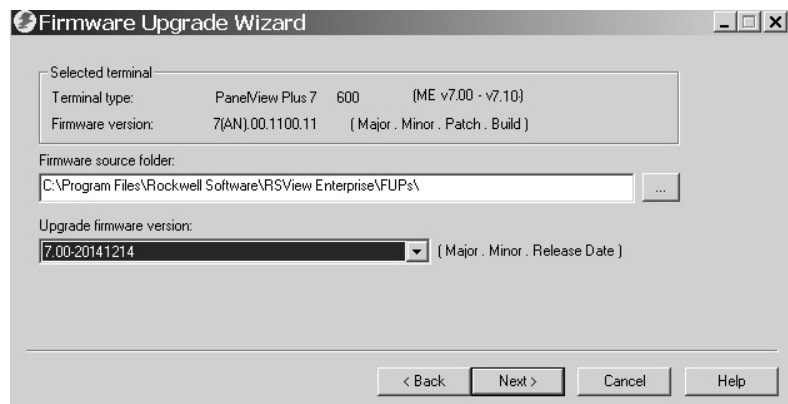 Firmware Upgrade Wizard
Selected terminal
Terminal type: PanelView Plus 7 600 (ME v7.00 - v7.10)
Firmware version: 7(AN).00.1100.11 ( Major . Minor . Patch . Build )
Firmware source folder:
C:\Program Files\Rockwell Software\RSView Enterprise\FUPs\
...
Upgrade firmware version:
7.00-20141214 ( Major . Minor . Release Date )
< Back Next > Cancel Help